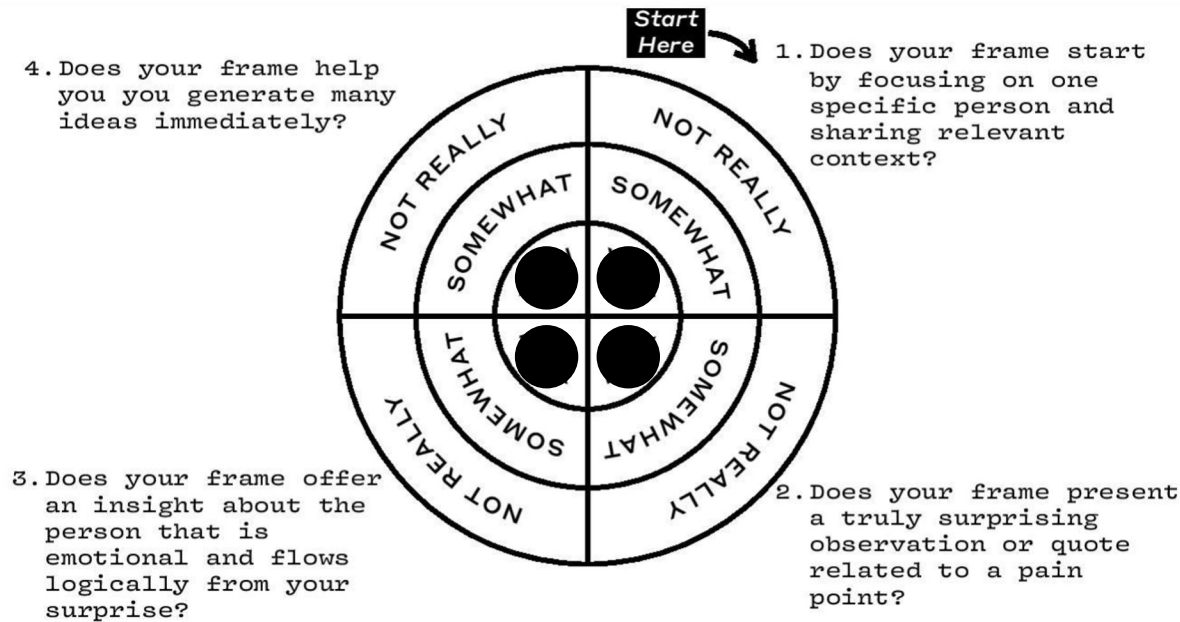 Start
Here
1.Does your frame start
by focusing on one
specific person and
sharing relevant
context?
NOT REALLY
SOMEWHAT
2.Does your frame present
a truly surprising
observation or quote
related to a pain
point?
NOT REALLY
SOMEWHAT
3.Does your frame offer
an insight about the
person that is
emotional and flows
logically from your
surprise?
NOT REALLY
SOMEWHAT
4.Does your frame help
you you generate many
ideas immediately?
NOT REALLY
SOMEWHAT